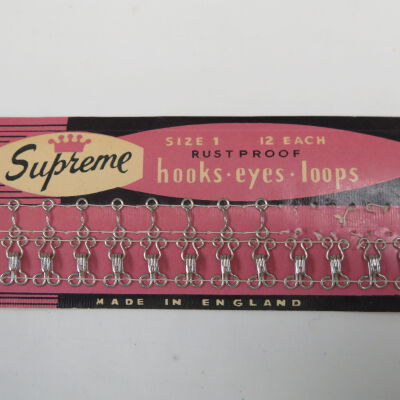 Supreme
SIZE 1 12 EACH
RUSTPROOF
hooks·eyes·loops
MADE IN ENGLAND